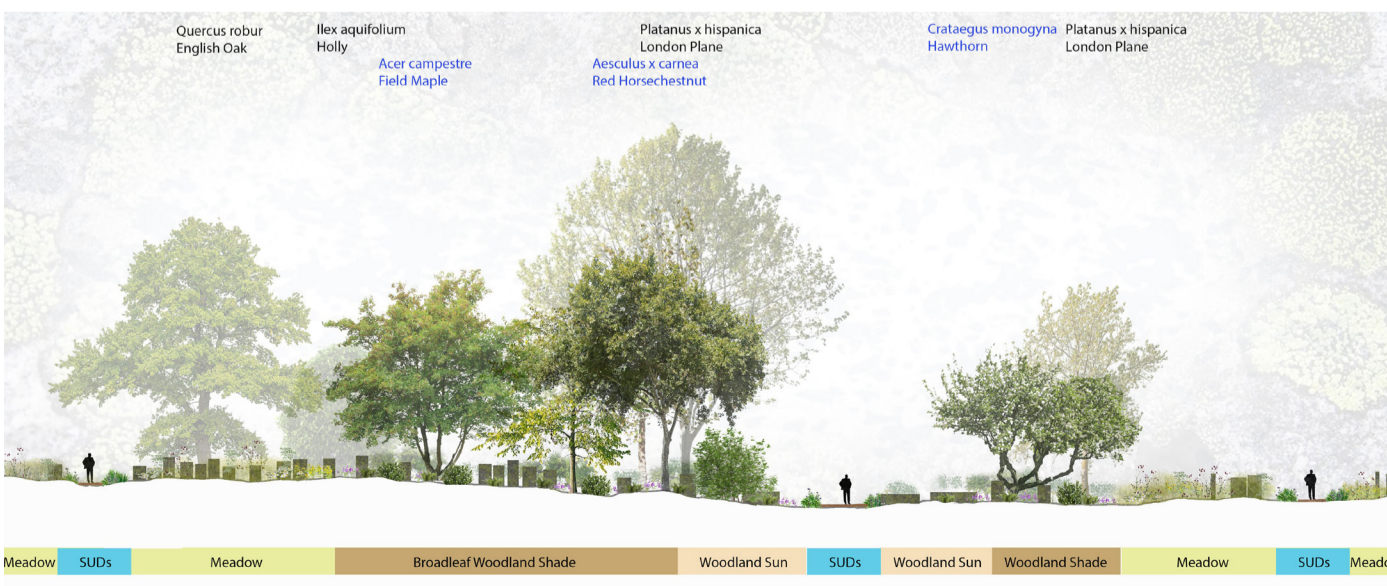 Quercus robur
English Oak
Ilex aquifolium
Holly
Acer campestre
Field Maple
Platanus x hispanica
London Plane
Aesculus x carnea
Red Horsechestnut
Crataegus monogyna
Hawthorn
Platanus x hispanica
London Plane
Meadow
SUDs
Meadow
Broadleaf Woodland Shade
Woodland Sun
SUDs
Woodland Sun
Woodland Shade
Meadow
SUDs
Meado